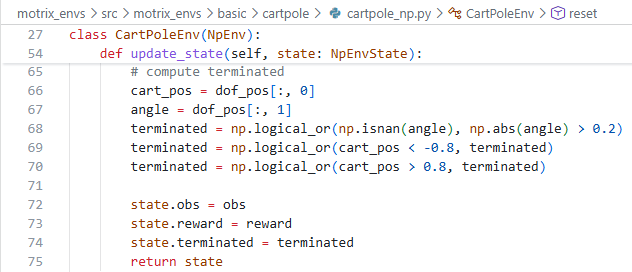 motrix_envs > src > motrix_envs > basic > cartpole > cartpole_np.py > CartPoleEnv > reset
27 class CartPoleEnv(NpEnv):
54     def update_state(self, state: NpEnvState):
65         # compute terminated
66         cart_pos = dof_pos[:, 0]
67         angle = dof_pos[:, 1]
68         terminated = np.logical_or(np.isnan(angle), np.abs(angle) > 0.2)
69         terminated = np.logical_or(cart_pos < -0.8, terminated)
70         terminated = np.logical_or(cart_pos > 0.8, terminated)
71
72         state.obs = obs
73         state.reward = reward
74         state.terminated = terminated
75         return state